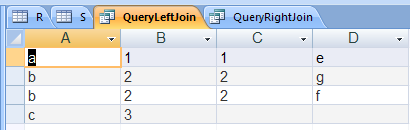 R S QueryLeftJoin QueryRightJoin
A B C D
a 1 1 e
b 2 2 g
b 2 2 f
c 3